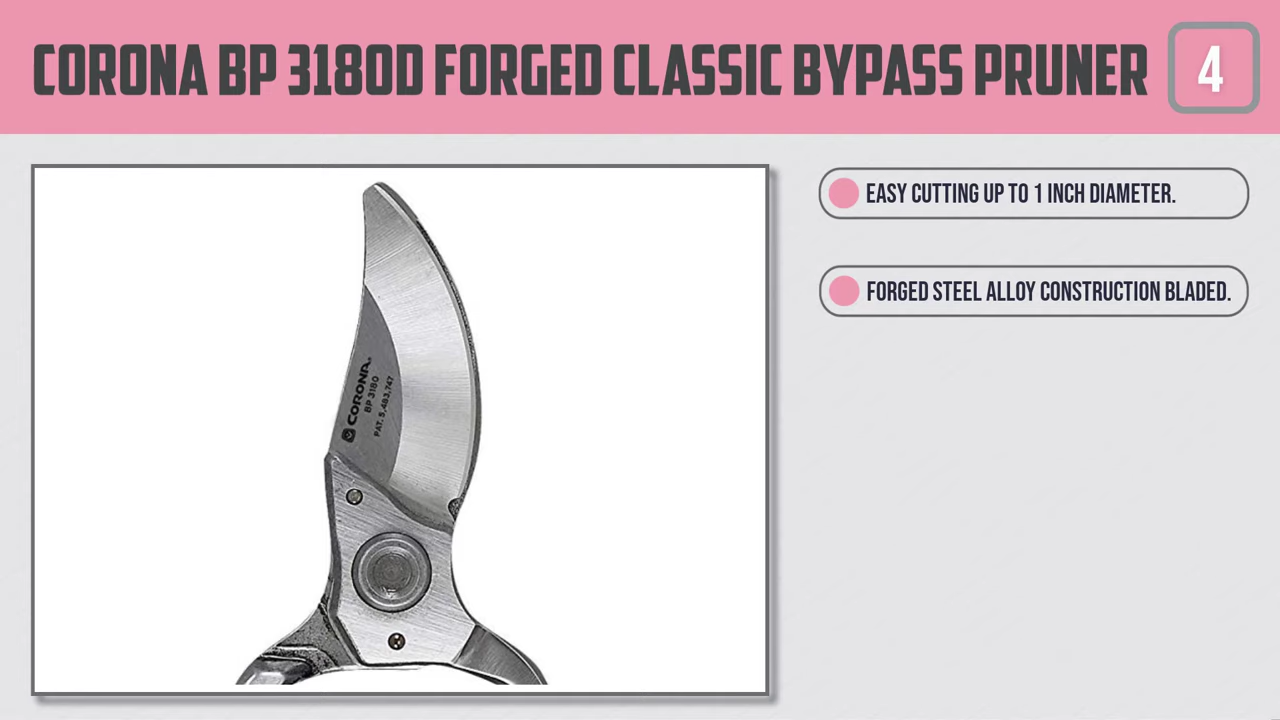 CORONA BP 3180D FORGED CLASSIC BYPASS PRUNER
4
EASY CUTTING UP TO 1 INCH DIAMETER.
FORGED STEEL ALLOY CONSTRUCTION BLADED.
CORONA®
BP 3180
PAT. 5,483,747